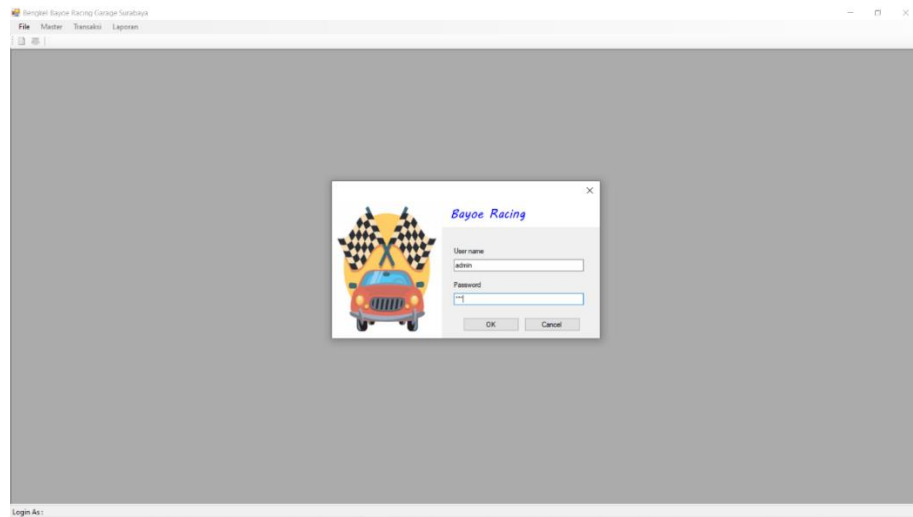 Bengkel Bayoe Racing Garage Surabaya
File Master Transaksi Laporan
Bayoe Racing
User name
admin
Password
***
OK Cancel
Login As :